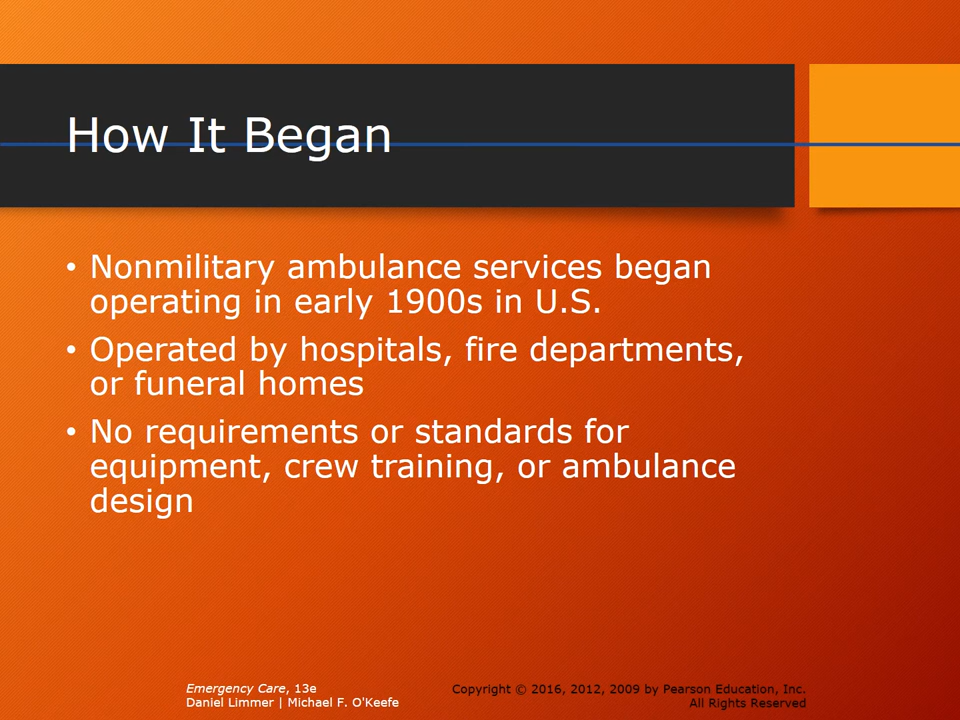 How It Began
• Nonmilitary ambulance services began
operating in early 1900s in U.S.
• Operated by hospitals, fire departments,
or funeral homes
• No requirements or standards for
equipment, crew training, or ambulance
design
Emergency Care, 13e
Daniel Limmer | Michael F. O'Keefe
Copyright © 2016, 2012, 2009 by Pearson Education, Inc.
All Rights Reserved